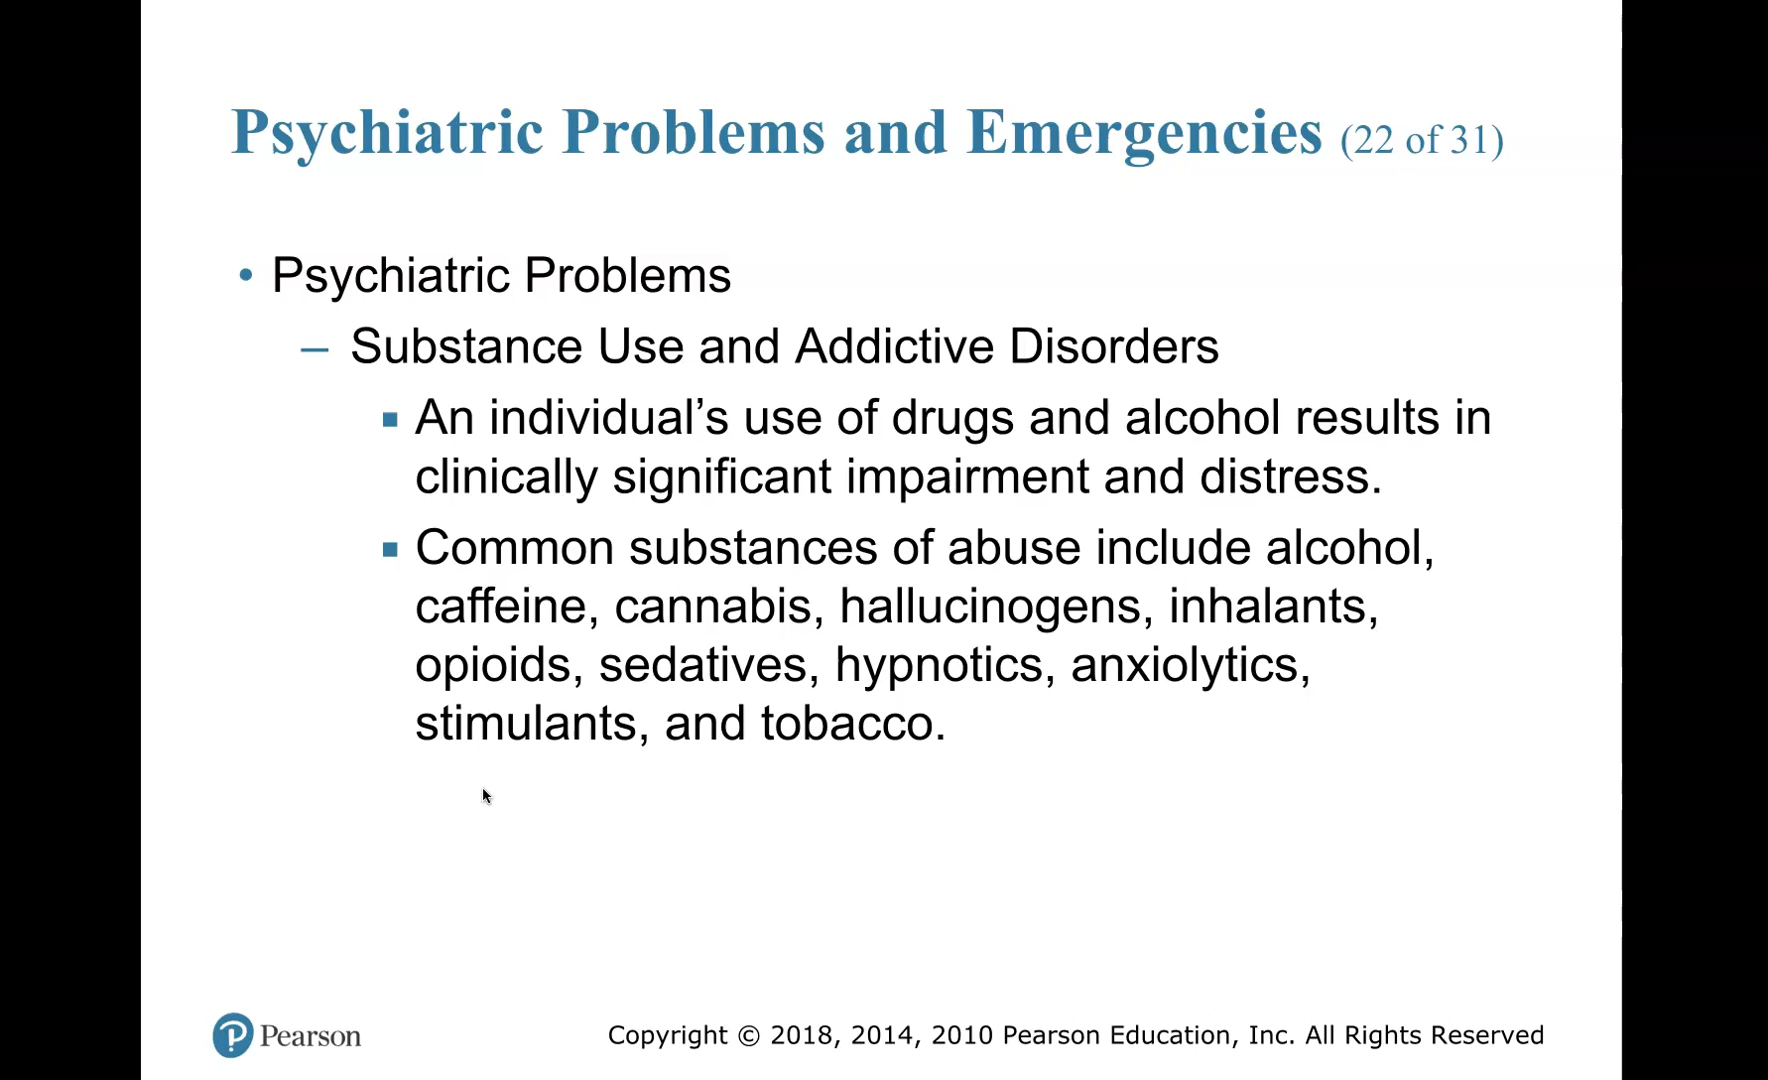 Psychiatric Problems and Emergencies (22 of 31)
• Psychiatric Problems
– Substance Use and Addictive Disorders
▪ An individual’s use of drugs and alcohol results in
clinically significant impairment and distress.
▪ Common substances of abuse include alcohol,
caffeine, cannabis, hallucinogens, inhalants,
opioids, sedatives, hypnotics, anxiolytics,
stimulants, and tobacco.
Pearson
Copyright © 2018, 2014, 2010 Pearson Education, Inc. All Rights Reserved